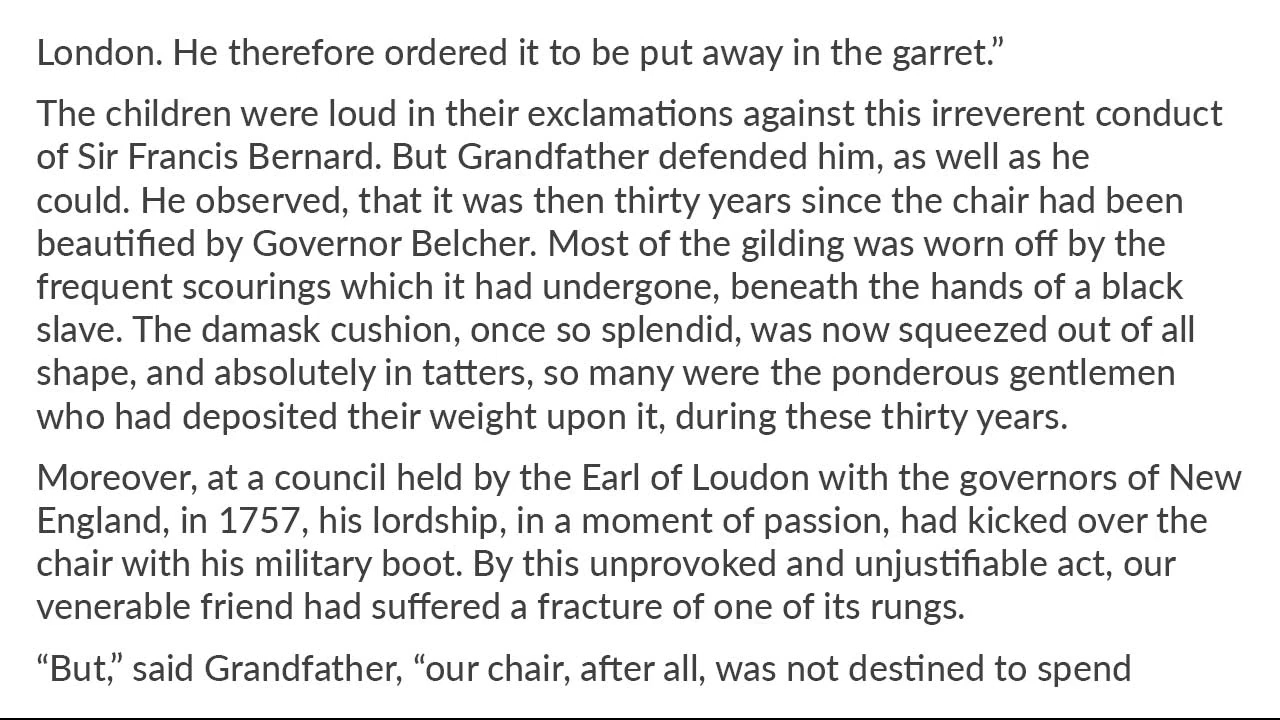 London. He therefore ordered it to be put away in the garret.”
The children were loud in their exclamations against this irreverent conduct
of Sir Francis Bernard. But Grandfather defended him, as well as he
could. He observed, that it was then thirty years since the chair had been
beautified by Governor Belcher. Most of the gilding was worn off by the
frequent scourings which it had undergone, beneath the hands of a black
slave. The damask cushion, once so splendid, was now squeezed out of all
shape, and absolutely in tatters, so many were the ponderous gentlemen
who had deposited their weight upon it, during these thirty years.
Moreover, at a council held by the Earl of Loudon with the governors of New
England, in 1757, his lordship, in a moment of passion, had kicked over the
chair with his military boot. By this unprovoked and unjustifiable act, our
venerable friend had suffered a fracture of one of its rungs.
“But,” said Grandfather, “our chair, after all, was not destined to spend